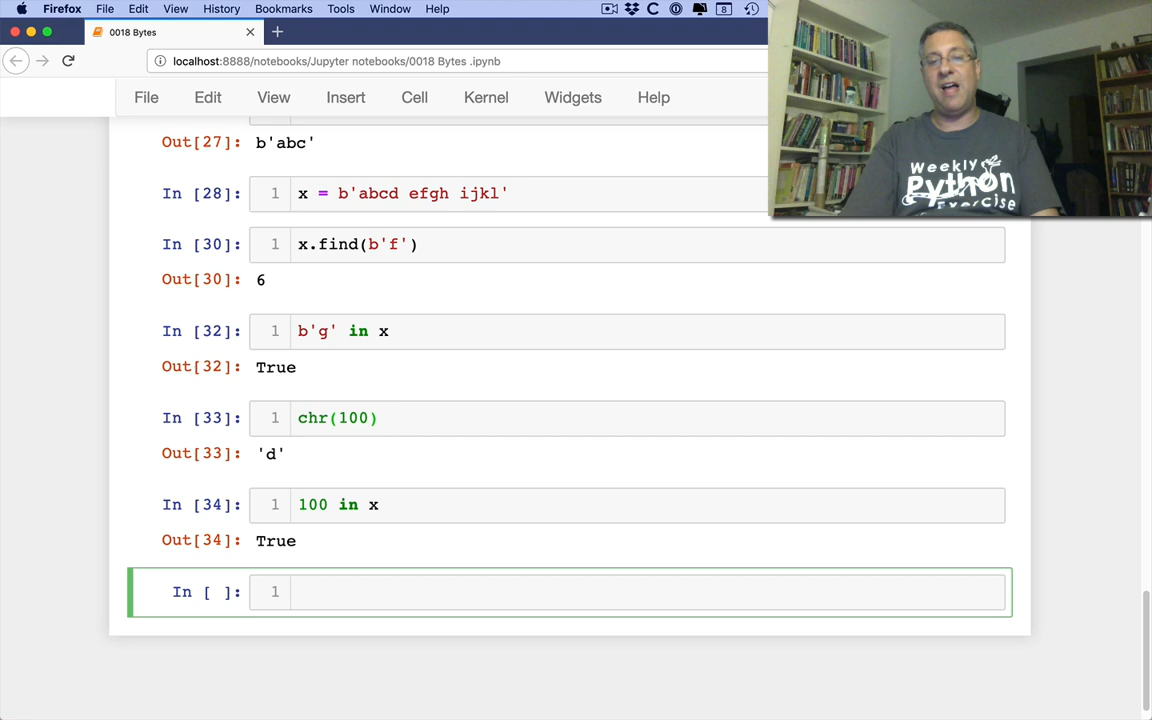 Firefox File Edit View History Bookmarks Tools Window Help 8
0018 Bytes
localhost:8888/notebooks/Jupyter notebooks/0018 Bytes .ipynb
File Edit View Insert Cell Kernel Widgets Help
Out[27]: b'abc'
In [28]: 1 x = b'abcd efgh ijkl'
In [30]: 1 x.find(b'f')
Out[30]: 6
In [32]: 1 b'g' in x
Out[32]: True
In [33]: 1 chr(100)
Out[33]: 'd'
In [34]: 1 100 in x
Out[34]: True
In [ ]: 1
Weekly
Python
Exercise